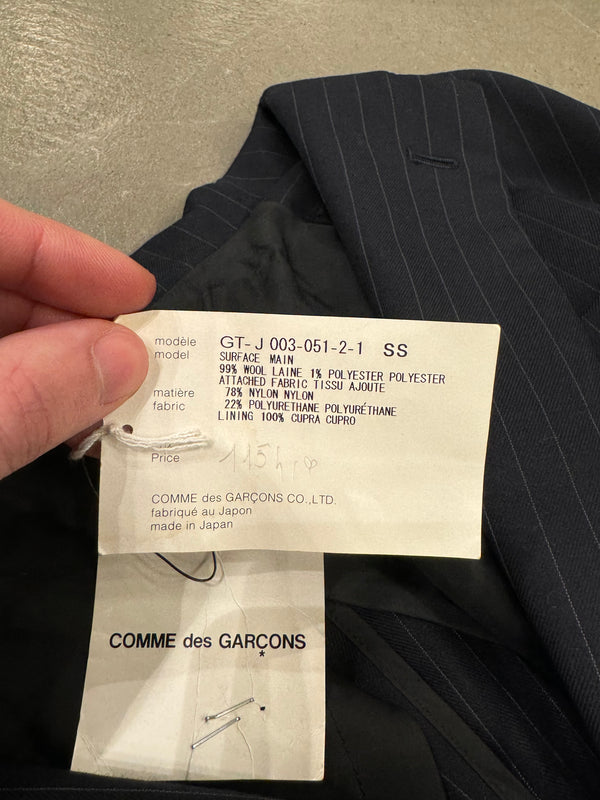 modèle
model
GT-J 003-051-2-1 SS
SURFACE MAIN
99% WOOL LAINE 1% POLYESTER POLYESTER
ATTACHED FABRIC TISSU AJOUTE
matière
fabric
78% NYLON NYLON
22% POLYURETHANE POLYURÉTHANE
LINING 100% CUPRA CUPRO
Price
COMME des GARÇONS CO.,LTD.
fabriqué au Japon
made in Japan
COMME des GARÇONS
*